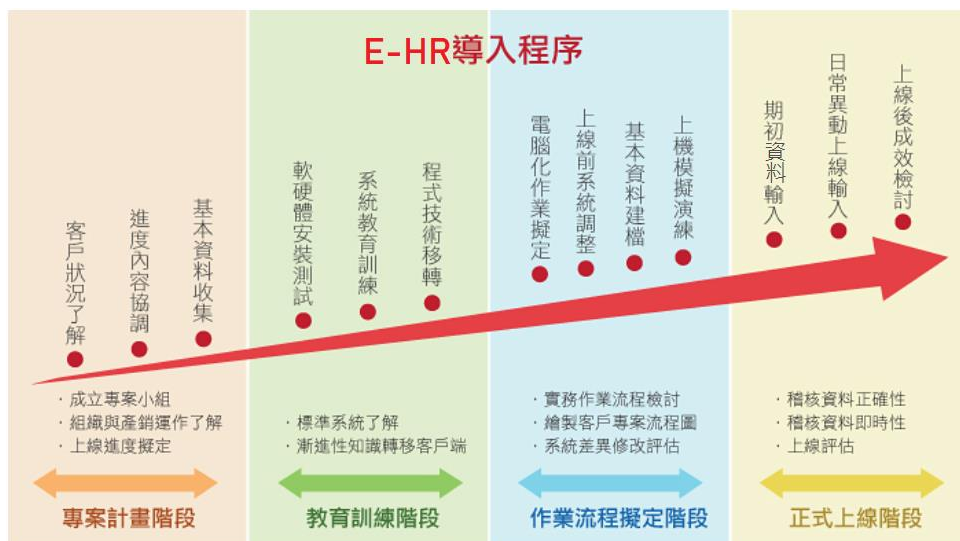 E-HR導入程序
客戶狀況了解
進度內容協調
基本資料收集
軟硬體安裝測試
系統教育訓練
程式技術移轉
電腦化作業擬定
上線前系統調整
基本資料建檔
上機模擬演練
期初資料輸入
日常異動上線輸入
上線後成效檢討
· 成立專案小組
· 組織與產銷運作了解
· 上線進度擬定
· 標準系統了解
· 漸進性知識轉移客戶端
· 實務作業流程檢討
· 繪製客戶專案流程圖
· 系統差異修改評估
· 稽核資料正確性
· 稽核資料即時性
· 上線評估
專案計畫階段
教育訓練階段
作業流程擬定階段
正式上線階段